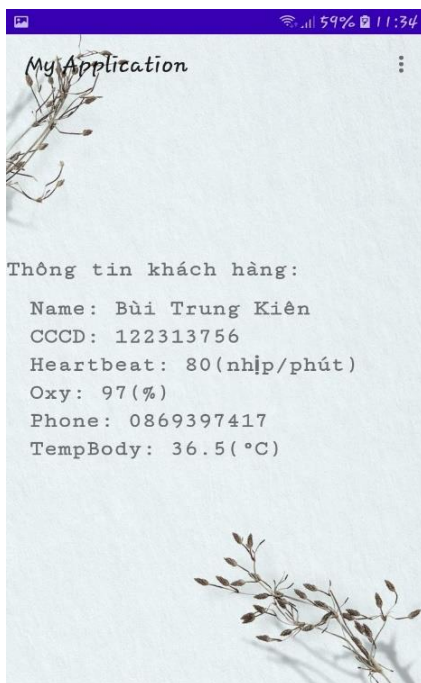 59% 11:34
My Application
Thông tin khách hàng:
Name: Bùi Trung Kiên
CCCD: 122313756
Heartbeat: 80(nhịp/phút)
Oxy: 97(%)
Phone: 0869397417
TempBody: 36.5(°C)